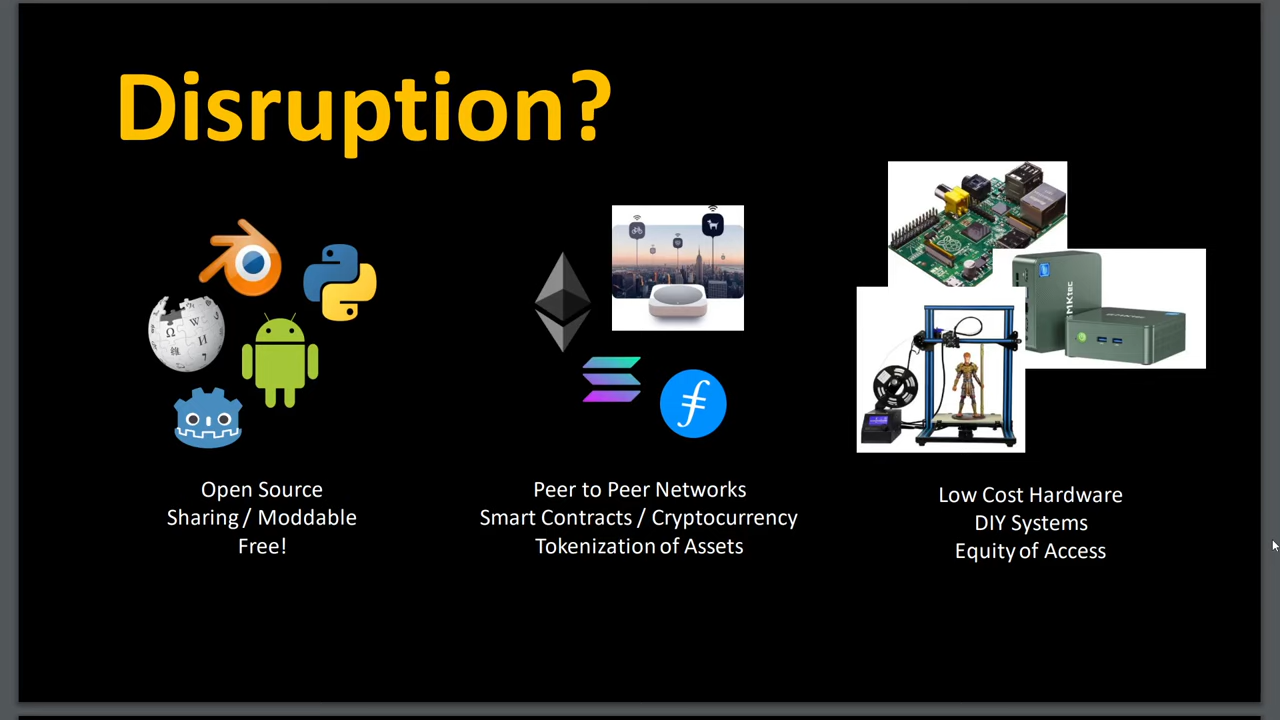 Disruption?
Open Source
Sharing / Moddable
Free!
Peer to Peer Networks
Smart Contracts / Cryptocurrency
Tokenization of Assets
Low Cost Hardware
DIY Systems
Equity of Access